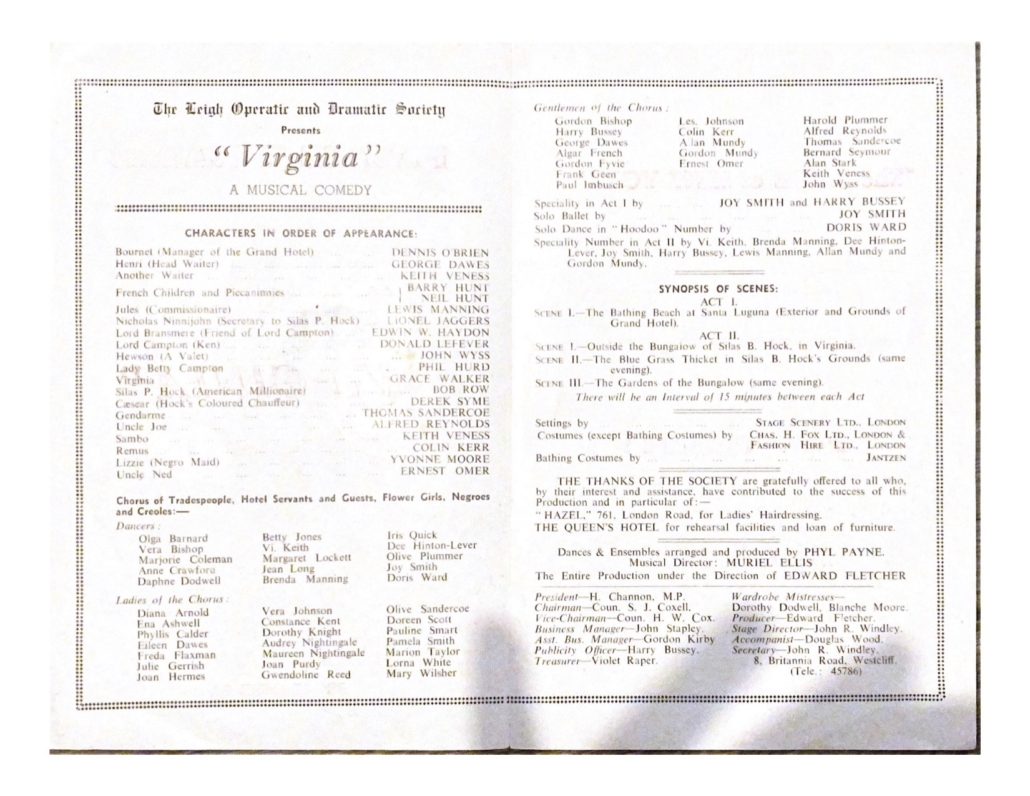 The Leigh Operatic and Dramatic Society
Presents
“ Virginia ”
A MUSICAL COMEDY
CHARACTERS IN ORDER OF APPEARANCE:
Bournet (Manager of the Grand Hotel) DENNIS O'BRIEN
Henri (Head Waiter) GEORGE DAWES
Another Waiter KEITH VENESS
French Children and Piccaninnies BARRY HUNT
NEIL HUNT
Jules (Commissionaire) LEWIS MANNING
Nicholas Ninnijohn (Secretary to Silas P. Hock) LIONEL JAGGERS
Lord Bransmere (Friend of Lord Campton) EDWIN W. HAYDON
Lord Campton (Ken) DONALD LEFEVER
Hewson (A Valet) JOHN WYSS
Lady Betty Campton PHIL HURD
Virginia GRACE WALKER
Silas P. Hock (American Millionaire) BOB ROW
Cæsear (Hock's Coloured Chauffeur) DEREK SYME
Gendarme THOMAS SANDERCOE
Uncle Joe ALFRED REYNOLDS
Sambo KEITH VENESS
Remus COLIN KERR
Lizzie (Negro Maid) YVONNE MOORE
Uncle Ned ERNEST OMER
Chorus of Tradespeople, Hotel Servants and Guests, Flower Girls, Negroes
and Creoles:—
Dancers :
Olga Barnard Betty Jones Iris Quick
Vera Bishop Vi. Keith Dee Hinton-Lever
Marjorie Coleman Margaret Lockett Olive Plummer
Anne Crawford Jean Long Joy Smith
Daphne Dodwell Brenda Manning Doris Ward
Ladies of the Chorus :
Diana Arnold Vera Johnson Olive Sandercoe
Ena Ashwell Constance Kent Doreen Scott
Phyllis Calder Dorothy Knight Pauline Smart
Eileen Dawes Audrey Nightingale Pamela Smith
Freda Flaxman Maureen Nightingale Marion Taylor
Julie Gerrish Joan Purdy Lorna White
Joan Hermes Gwendoline Reed Mary Wilsher
Gentlemen of the Chorus :
Gordon Bishop Les. Johnson Harold Plummer
Harry Bussey Colin Kerr Alfred Reynolds
George Dawes Allan Mundy Thomas Sandercoe
Algar French Gordon Mundy Bernard Seymour
Gordon Fyvie Ernest Omer Alan Stark
Frank Geen Keith Veness
Paul Imbusch John Wyss
Speciality in Act I by JOY SMITH and HARRY BUSSEY
Solo Ballet by JOY SMITH
Solo Dance in “ Hoodoo ” Number by DORIS WARD
Speciality Number in Act II by Vi. Keith, Brenda Manning, Dee Hinton-
Lever, Joy Smith, Harry Bussey, Lewis Manning, Allan Mundy and
Gordon Mundy.
SYNOPSIS OF SCENES:
ACT I.
SCENE I.—The Bathing Beach at Santa Luguna (Exterior and Grounds of
Grand Hotel).
ACT II.
SCENE I.—Outside the Bungalow of Silas B. Hock, in Virginia.
SCENE II.—The Blue Grass Thicket in Silas B. Hock's Grounds (same
evening).
SCENE III.—The Gardens of the Bungalow (same evening).
There will be an Interval of 15 minutes between each Act
Settings by STAGE SCENERY LTD., LONDON
Costumes (except Bathing Costumes) by CHAS. H. FOX LTD., LONDON &
FASHION HIRE LTD., LONDON
Bathing Costumes by JANTZEN
THE THANKS OF THE SOCIETY are gratefully offered to all who,
by their interest and assistance, have contributed to the success of this
Production and in particular of :—
“ HAZEL,” 761, London Road, for Ladies' Hairdressing.
THE QUEEN'S HOTEL for rehearsal facilities and loan of furniture.
Dances & Ensembles arranged and produced by PHYL PAYNE.
Musical Director: MURIEL ELLIS
The Entire Production under the Direction of EDWARD FLETCHER
President—H. Channon, M.P.
Chairman—Coun. S. J. Coxell.
Vice-Chairman—Coun. H. W. Cox.
Business Manager—John Stapley.
Asst. Bus. Manager—Gordon Kirby
Publicity Officer—Harry Bussey.
Treasurer—Violet Raper.
Wardrobe Mistresses—
Dorothy Dodwell, Blanche Moore.
Producer—Edward Fletcher.
Stage Director—John R. Windley.
Accompanist—Douglas Wood.
Secretary—John R. Windley,
8, Britannia Road, Westcliff.
(Tele.: 45786)